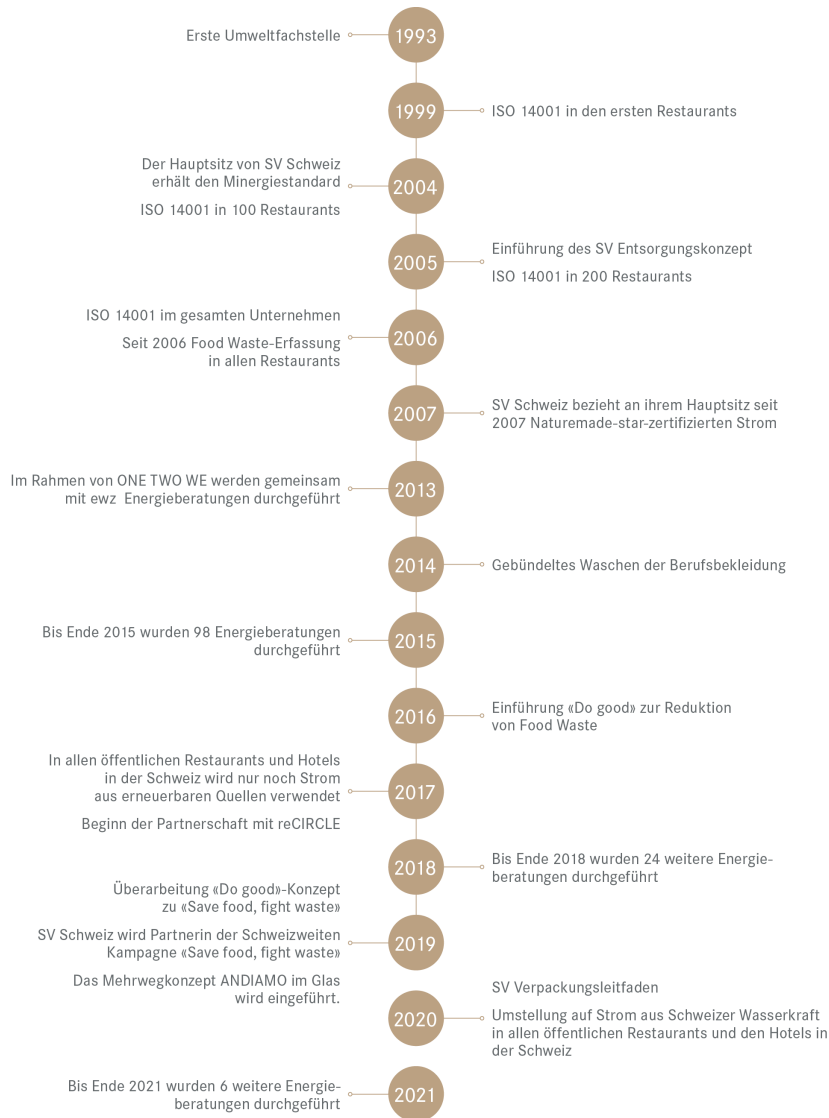 Erste Umweltfachstelle
1993
1999
ISO 14001 in den ersten Restaurants
Der Hauptsitz von SV Schweiz
erhält den Minergiestandard
ISO 14001 in 100 Restaurants
2004
2005
Einführung des SV Entsorgungskonzept
ISO 14001 in 200 Restaurants
ISO 14001 im gesamten Unternehmen
Seit 2006 Food Waste-Erfassung
in allen Restaurants
2006
2007
SV Schweiz bezieht an ihrem Hauptsitz seit
2007 Naturemade-star-zertifizierten Strom
Im Rahmen von ONE TWO WE werden gemeinsam
mit ewz Energieberatungen durchgeführt
2013
2014
Gebündeltes Waschen der Berufsbekleidung
Bis Ende 2015 wurden 98 Energieberatungen
durchgeführt
2015
2016
Einführung «Do good» zur Reduktion
von Food Waste
In allen öffentlichen Restaurants und Hotels
in der Schweiz wird nur noch Strom
aus erneuerbaren Quellen verwendet
Beginn der Partnerschaft mit reCIRCLE
2017
2018
Bis Ende 2018 wurden 24 weitere Energie-
beratungen durchgeführt
Überarbeitung «Do good»-Konzept
zu «Save food, fight waste»
SV Schweiz wird Partnerin der Schweizweiten
Kampagne «Save food, fight waste»
Das Mehrwegkonzept ANDIAMO im Glas
wird eingeführt.
2019
2020
SV Verpackungsleitfaden
Umstellung auf Strom aus Schweizer Wasserkraft
in allen öffentlichen Restaurants und den Hotels in
der Schweiz
Bis Ende 2021 wurden 6 weitere Energie-
beratungen durchgeführt
2021